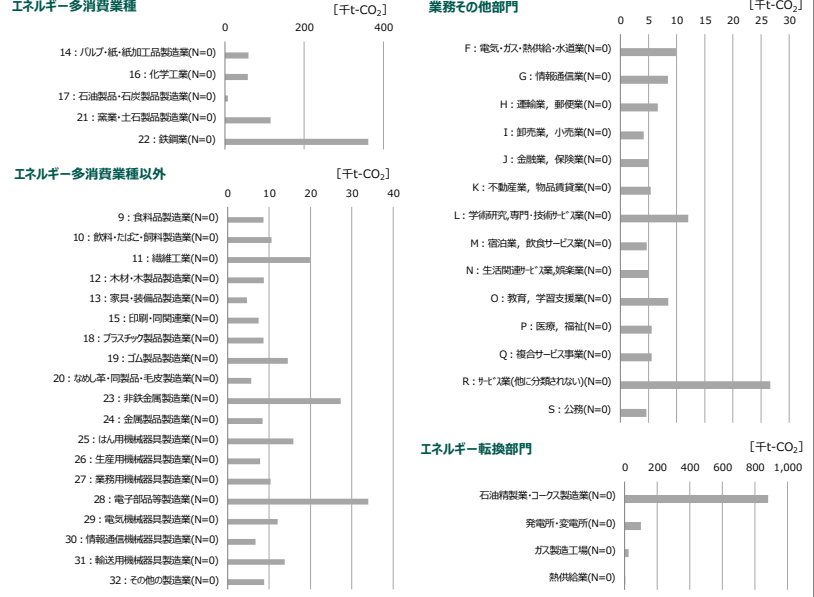 エネルギー多消費業種
[千t-CO₂]
0 200 400
14：パルプ・紙・紙加工品製造業(N=0)
16：化学工業(N=0)
17：石油製品・石炭製品製造業(N=0)
21：窯業・土石製品製造業(N=0)
22：鉄鋼業(N=0)
エネルギー多消費業種以外
[千t-CO₂]
0 10 20 30 40
9：食料品製造業(N=0)
10：飲料・たばこ・飼料製造業(N=0)
11：繊維工業(N=0)
12：木材・木製品製造業(N=0)
13：家具・装備品製造業(N=0)
15：印刷・同関連業(N=0)
18：プラスチック製品製造業(N=0)
19：ゴム製品製造業(N=0)
20：なめし革・同製品・毛皮製造業(N=0)
23：非鉄金属製造業(N=0)
24：金属製品製造業(N=0)
25：はん用機械器具製造業(N=0)
26：生産用機械器具製造業(N=0)
27：業務用機械器具製造業(N=0)
28：電子部品等製造業(N=0)
29：電気機械器具製造業(N=0)
30：情報通信機械器具製造業(N=0)
31：輸送用機械器具製造業(N=0)
32：その他の製造業(N=0)
業務その他部門
[千t-CO₂]
0 5 10 15 20 25 30
F：電気・ガス・熱供給・水道業(N=0)
G：情報通信業(N=0)
H：運輸業，郵便業(N=0)
I：卸売業，小売業(N=0)
J：金融業，保険業(N=0)
K：不動産業，物品賃貸業(N=0)
L：学術研究,専門・技術ｻｰﾋﾞｽ業(N=0)
M：宿泊業，飲食サービス業(N=0)
N：生活関連ｻｰﾋﾞｽ業,娯楽業(N=0)
O：教育，学習支援業(N=0)
P：医療，福祉(N=0)
Q：複合サービス事業(N=0)
R：ｻｰﾋﾞｽ業(他に分類されない)(N=0)
S：公務(N=0)
エネルギー転換部門
[千t-CO₂]
0 200 400 600 800 1,000
石油精製業・コークス製造業(N=0)
発電所・変電所(N=0)
ガス製造工場(N=0)
熱供給業(N=0)